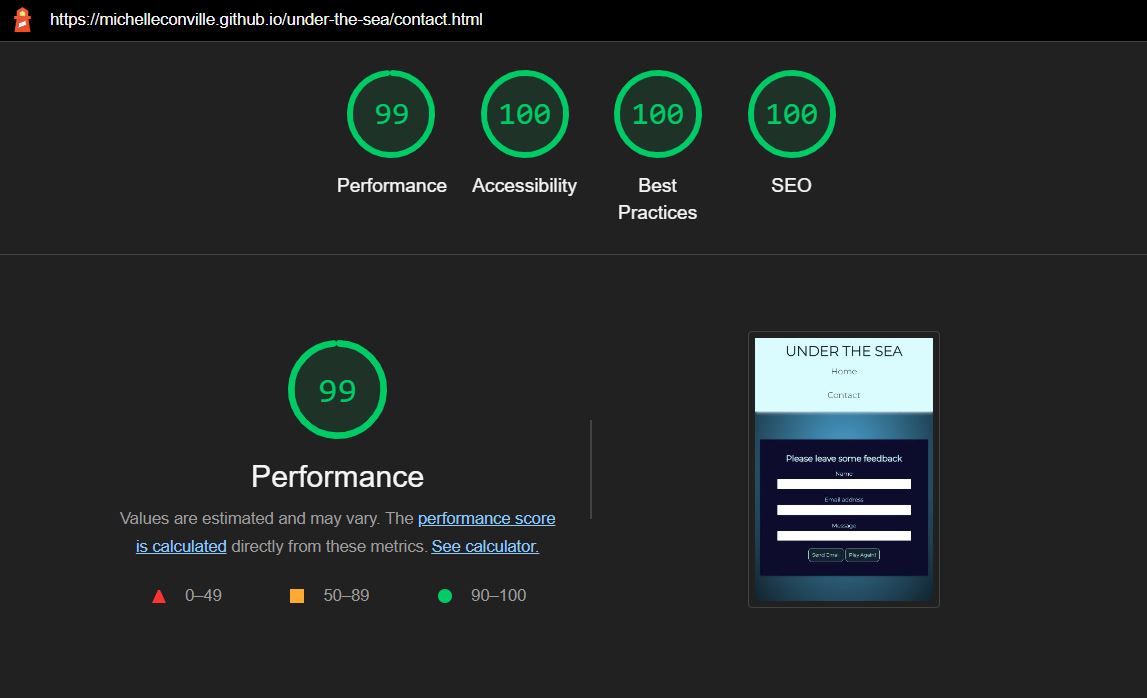 https://michelleconville.github.io/under-the-sea/contact.html
99
100
100
100
Performance
Accessibility
Best
Practices
SEO
99
Performance
Values are estimated and may vary. The performance score
is calculated directly from these metrics. See calculator.
0–49
50–89
90–100
UNDER THE SEA
Home
Contact
Please leave some feedback
Name
Email address
Message
Send Email
Play Again!